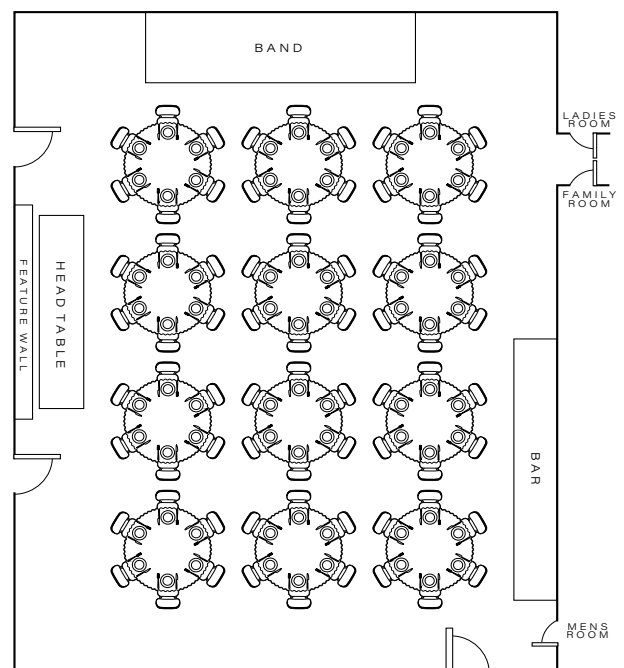 BAND
LADIES
ROOM
FAMILY
ROOM
FEATURE WALL
HEAD TABLE
BAR
MENS
ROOM